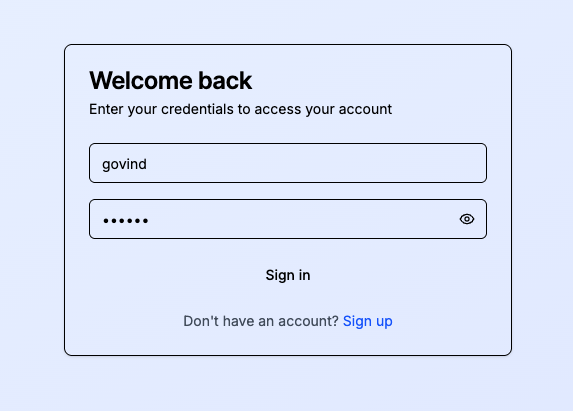 Welcome back
Enter your credentials to access your account
govind
••••••
Sign in
Don't have an account? Sign up